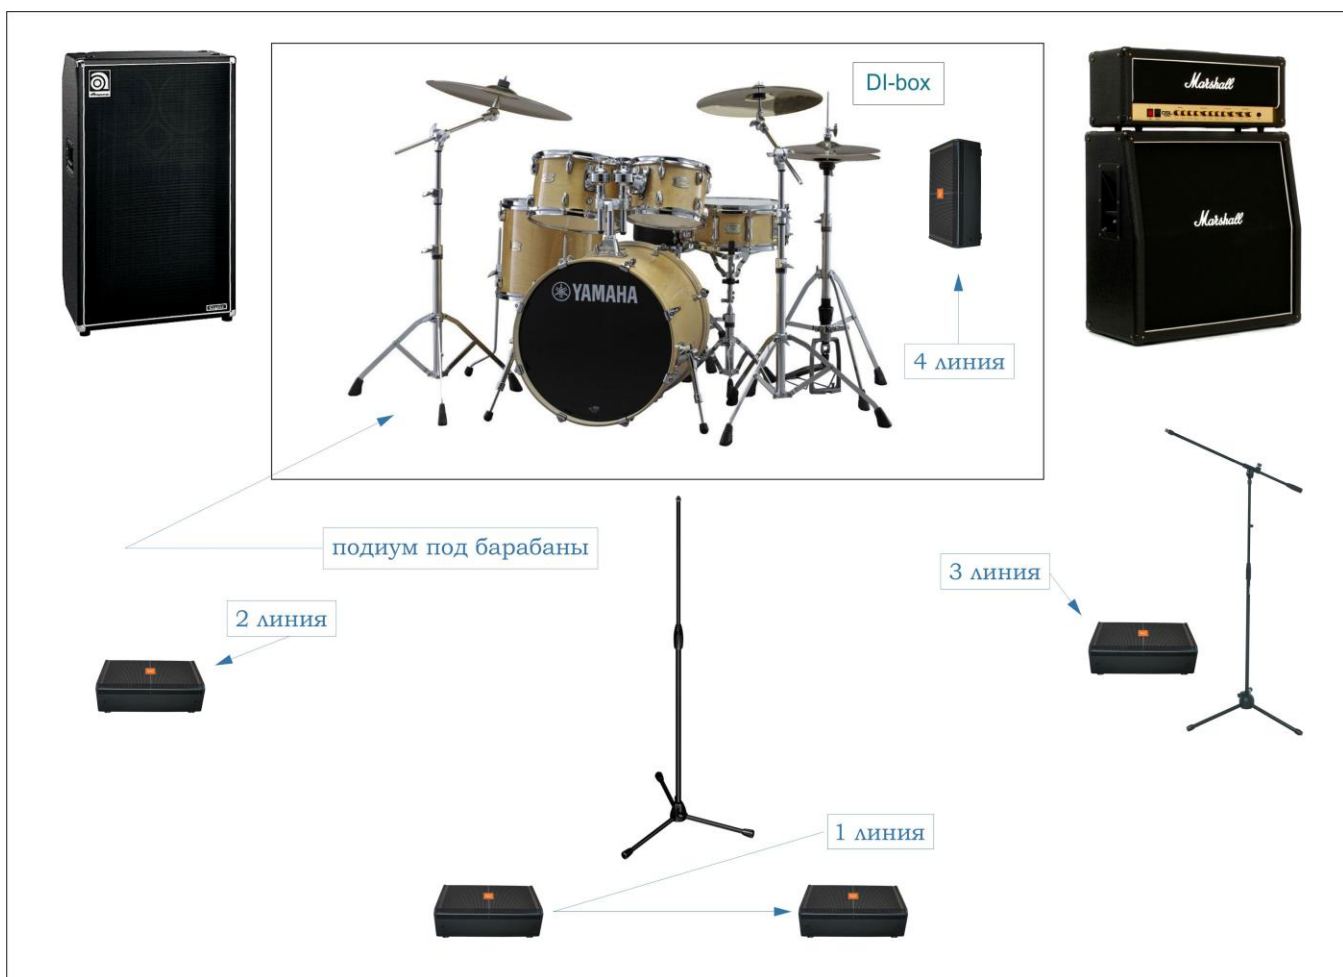 DI-box
Marshall
Marshall
YAMAHA
4 линия
подиум под барабаны
3 линия
2 линия
1 линия